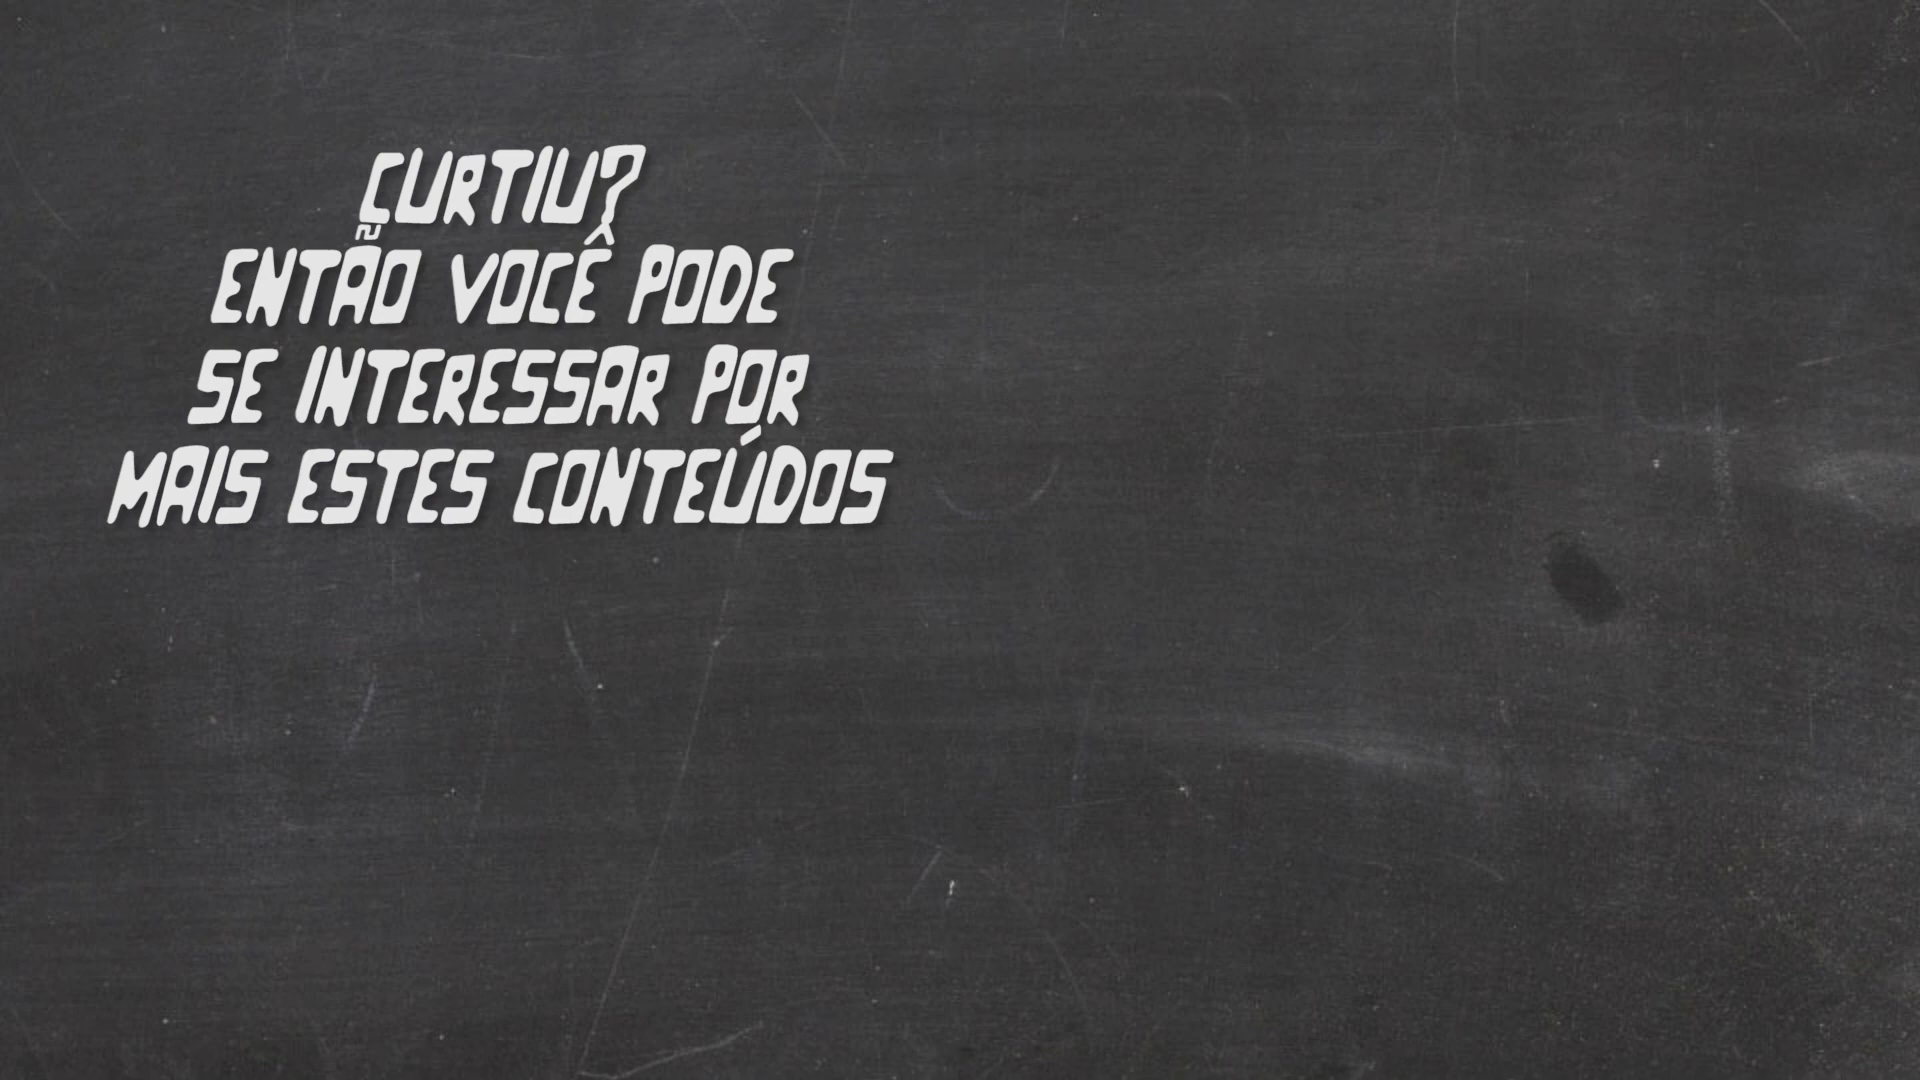 CURTIU?
ENTÃO VOCÊ PODE
SE INTERESSAR POR
MAIS ESTES CONTEÚDOS